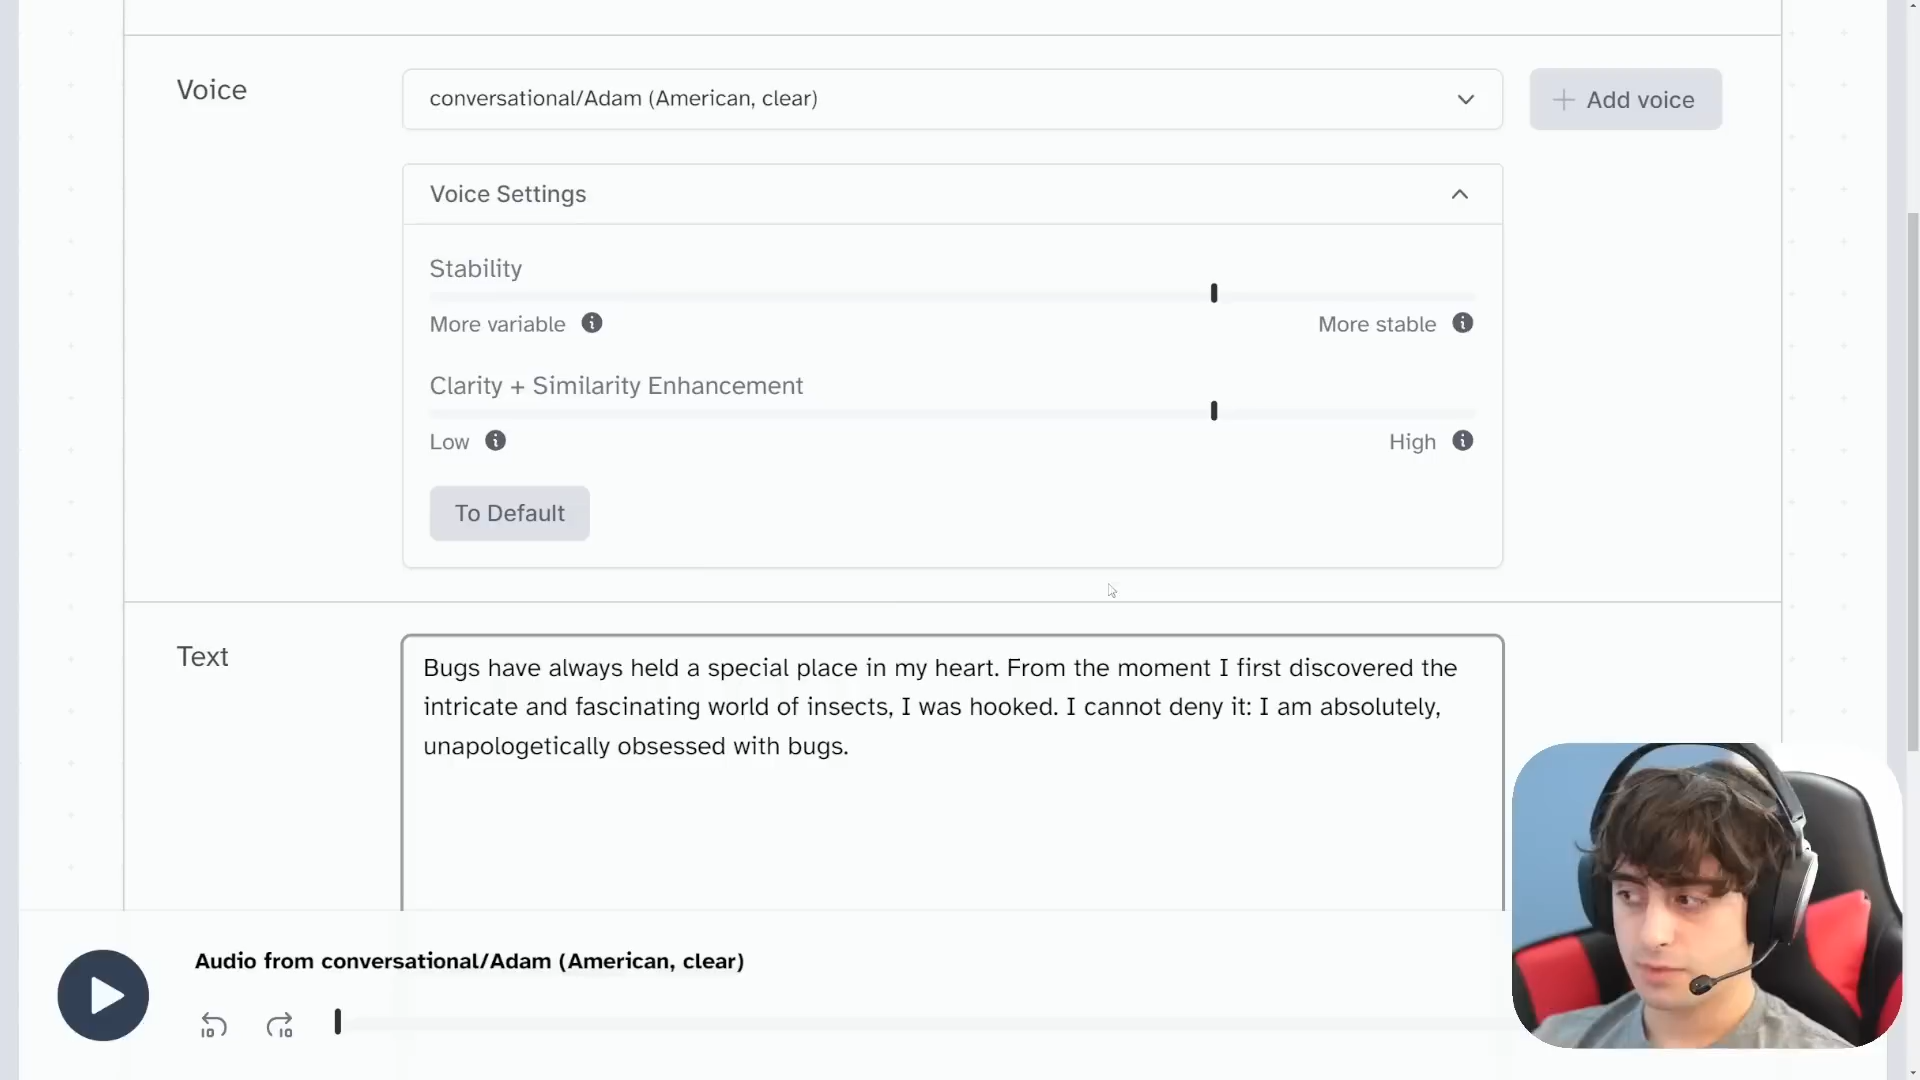 Voice
conversational/Adam (American, clear)
+ Add voice
Voice Settings
Stability
More variable
More stable
Clarity + Similarity Enhancement
Low
High
To Default
Text
Bugs have always held a special place in my heart. From the moment I first discovered the
intricate and fascinating world of insects, I was hooked. I cannot deny it: I am absolutely,
unapologetically obsessed with bugs.
Audio from conversational/Adam (American, clear)
10
10